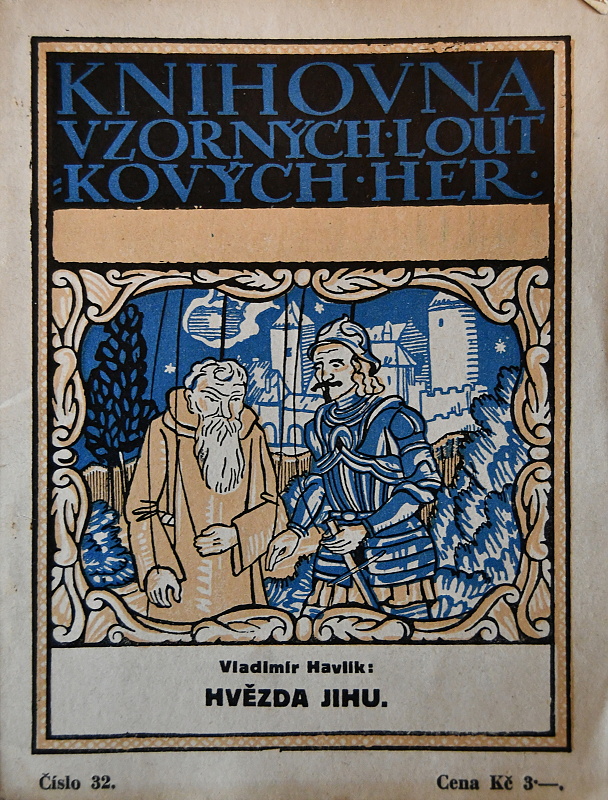 KNIHOVNA
VZORNÝCH·LOUT
=KOVÝCH·HER·
Vladimír Havlík:
HVĚZDA JIHU.
Číslo 32.
Cena Kč 3·—.